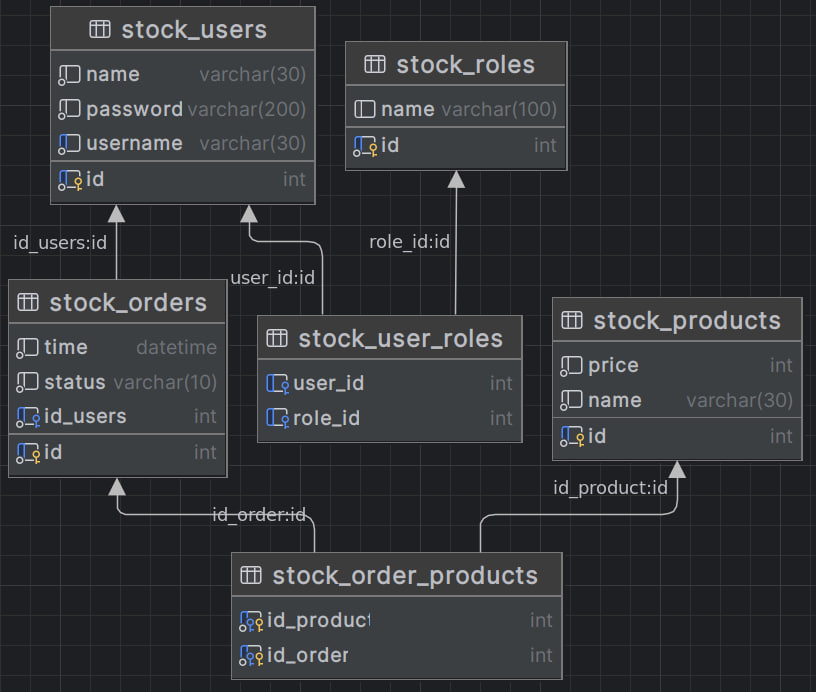 stock_users
name varchar(30)
password varchar(200)
username varchar(30)
id int
stock_roles
name varchar(100)
id int
id_users:id
user_id:id
role_id:id
stock_orders
time datetime
status varchar(10)
id_users int
id int
stock_user_roles
user_id int
role_id int
stock_products
price int
name varchar(30)
id int
id_order:id
id_product:id
stock_order_products
id_product int
id_order int